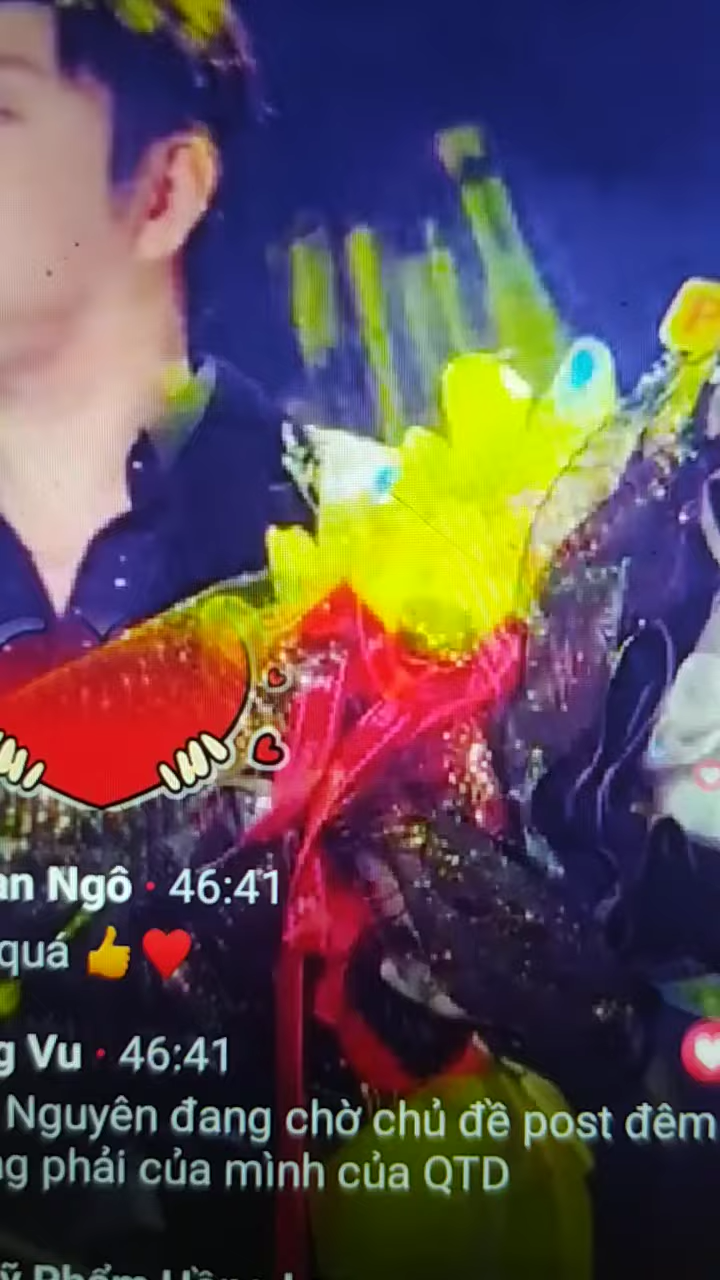 an Ngô · 46:41
quá 👍❤️
g Vu · 46:41
Nguyên đang chờ chủ đề post đêm
g phải của mình của QTD
Phẩm